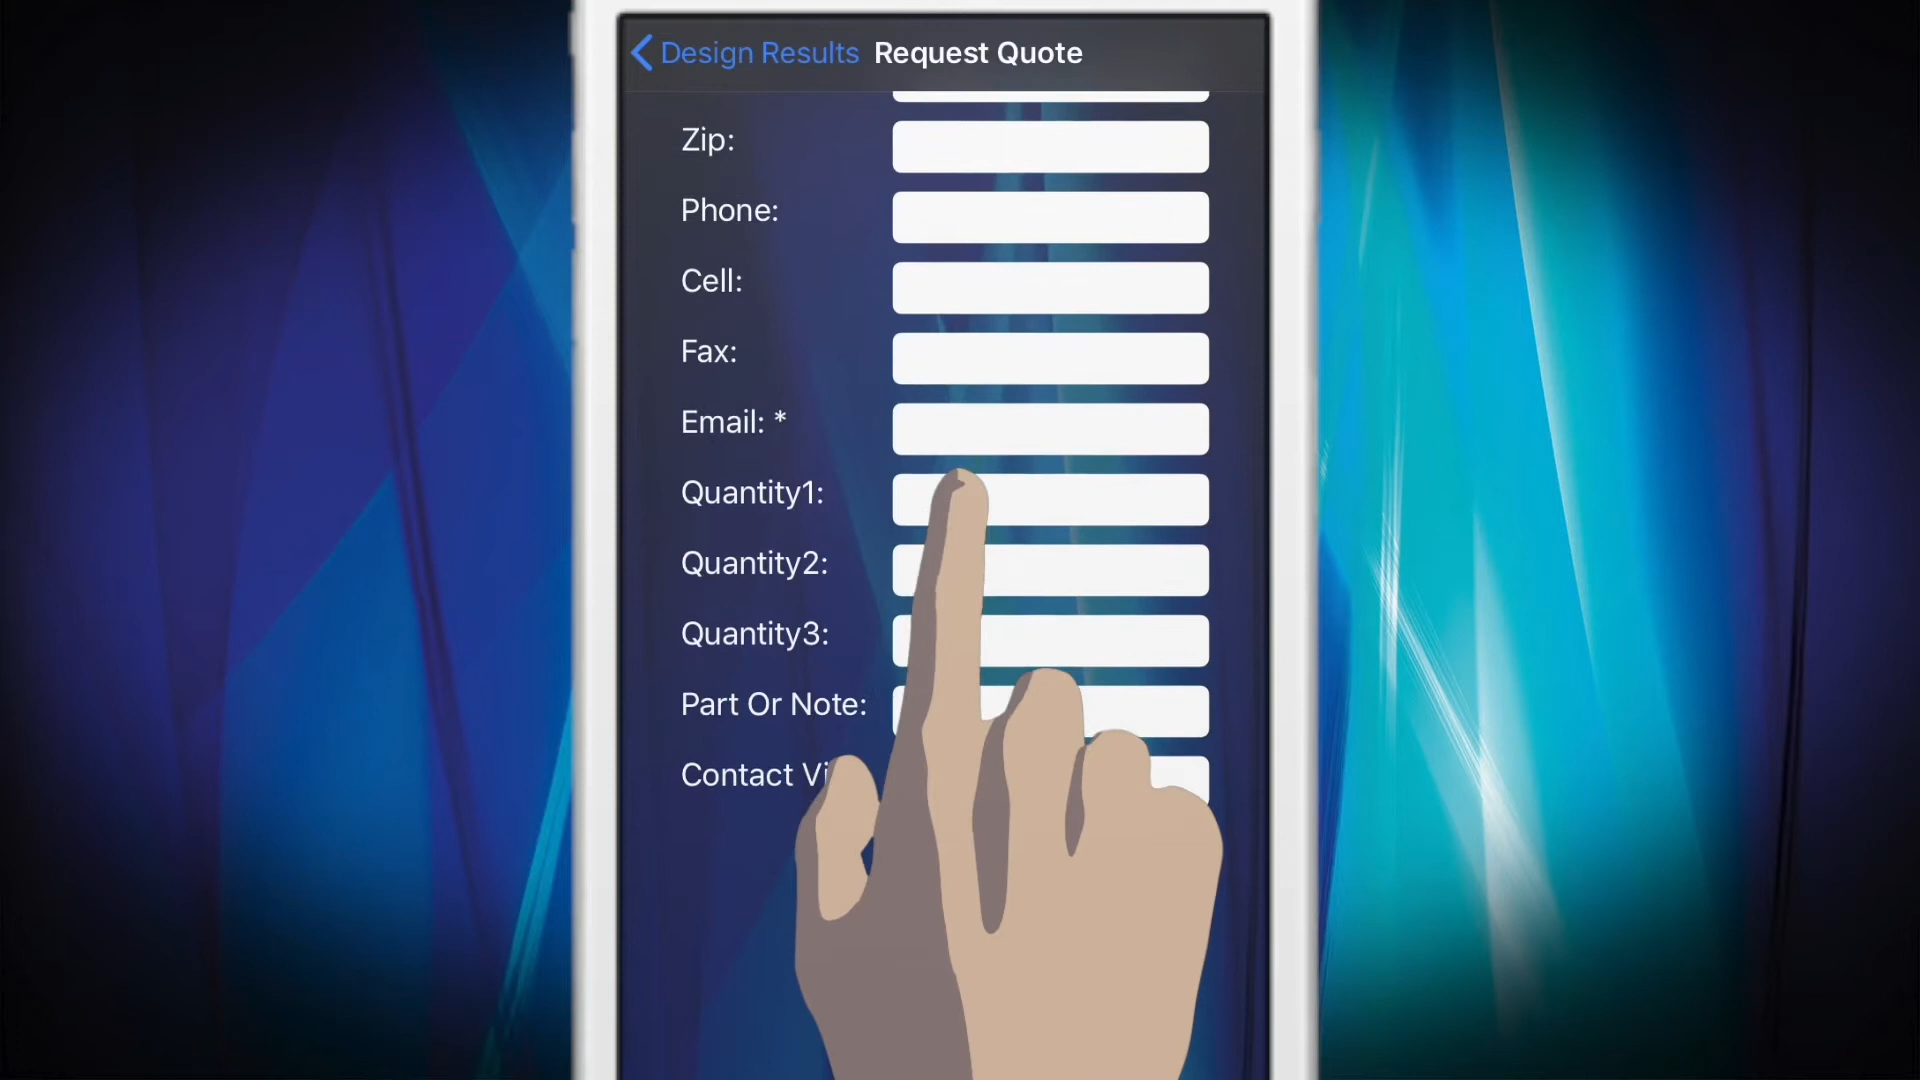 Design Results Request Quote
Zip:
Phone:
Cell:
Fax:
Email: *
Quantity1:
Quantity2:
Quantity3:
Part Or Note:
Contact